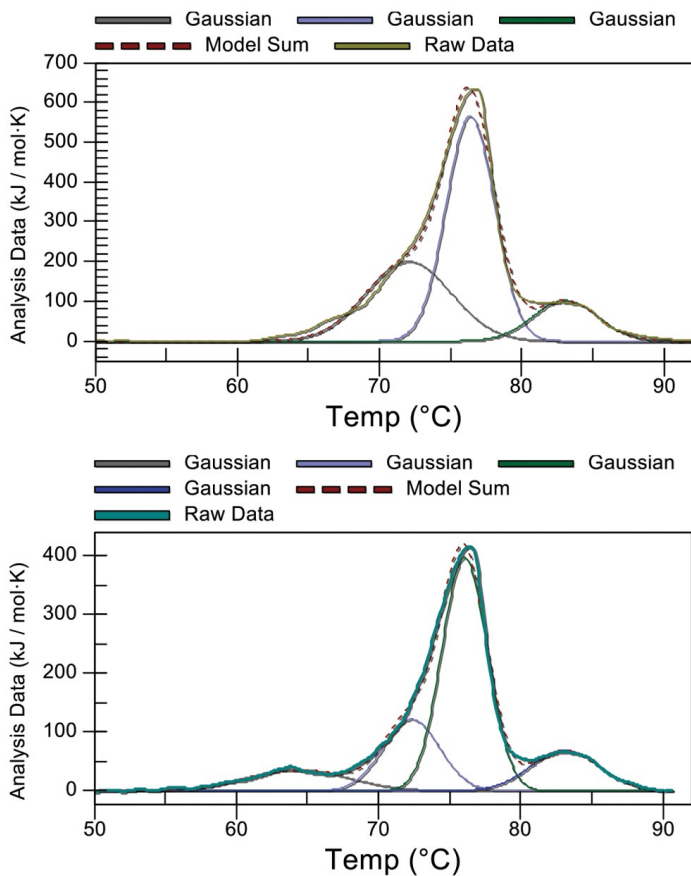 Gaussian Gaussian Gaussian
Model Sum Raw Data
700
600
500
400
300
200
100
0
Analysis Data (kJ / mol·K)
50 60 70 80 90
Temp (°C)
Gaussian Gaussian Gaussian
Gaussian Model Sum
Raw Data
400
300
200
100
0
Analysis Data (kJ / mol·K)
50 60 70 80 90
Temp (°C)